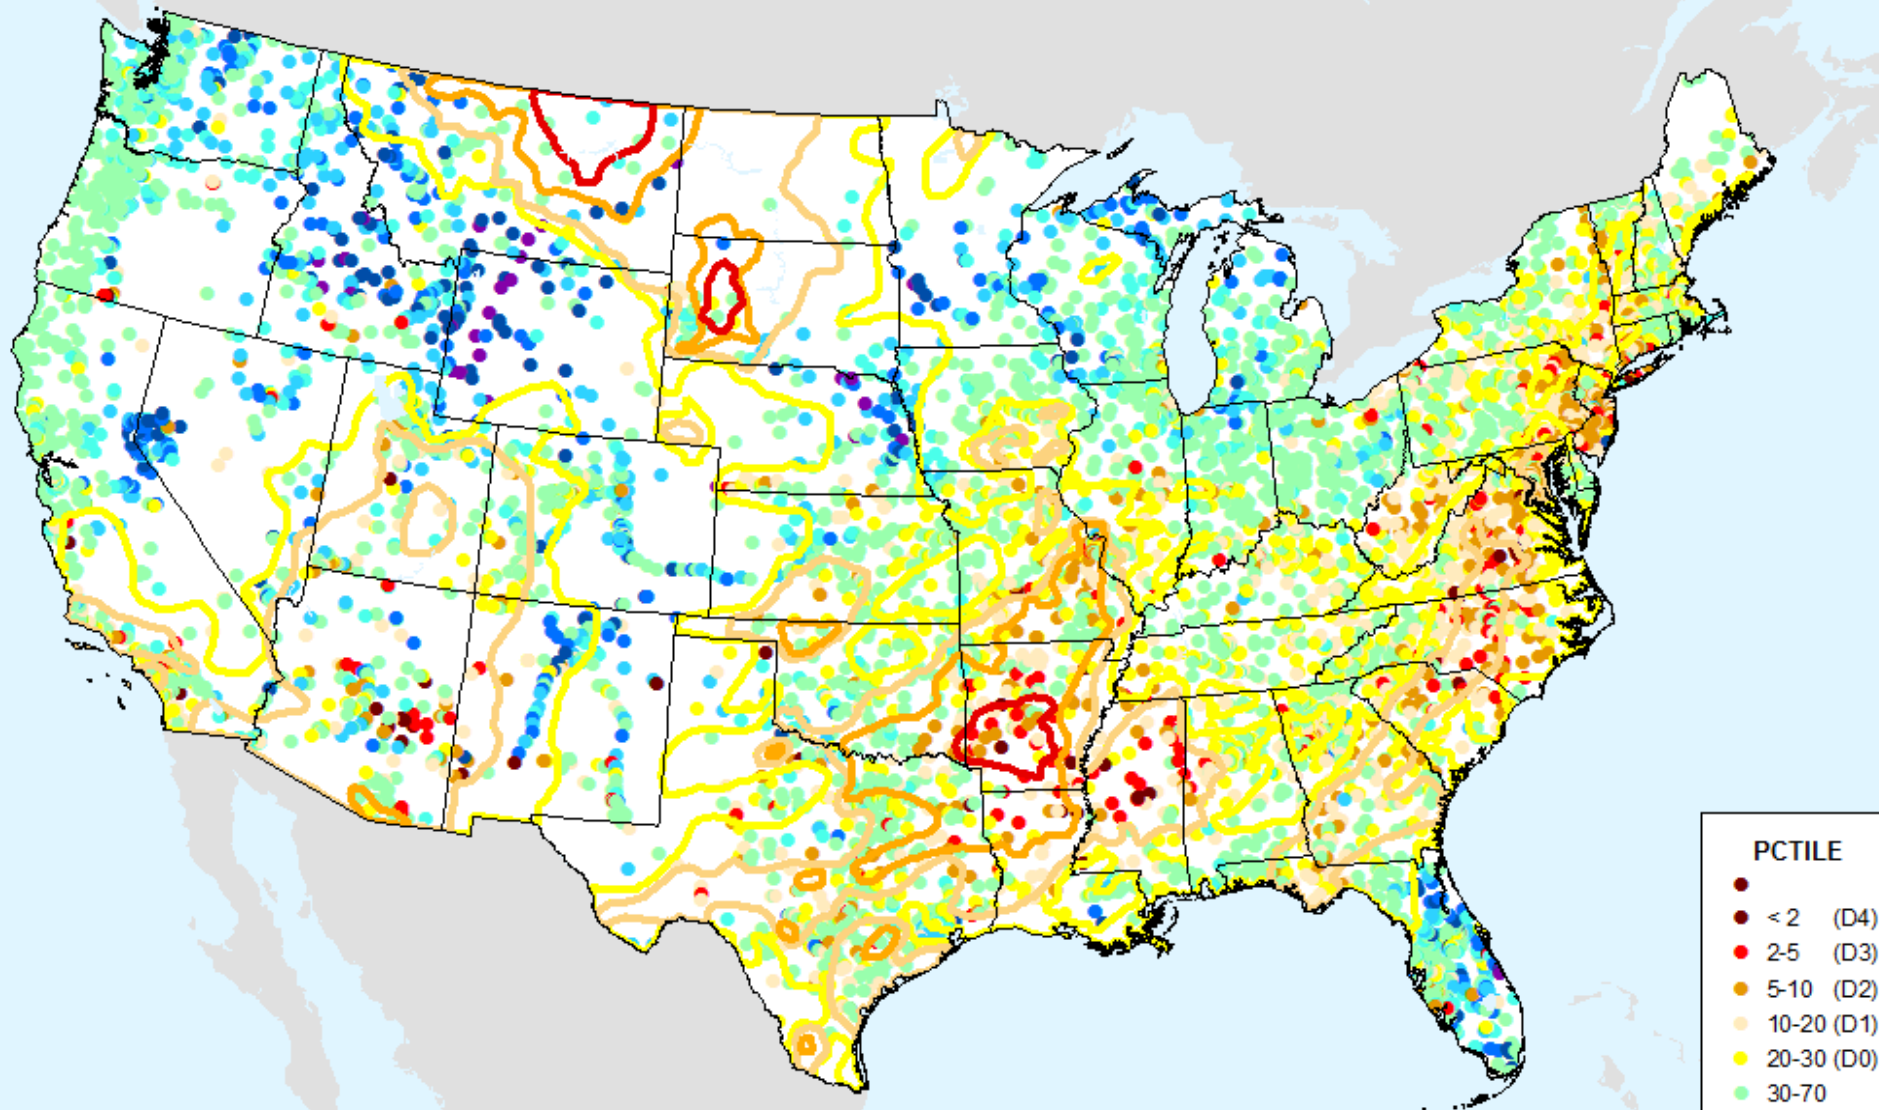 PCTILE
< 2 (D4)
2-5 (D3)
5-10 (D2)
10-20 (D1)
20-30 (D0)
30-70